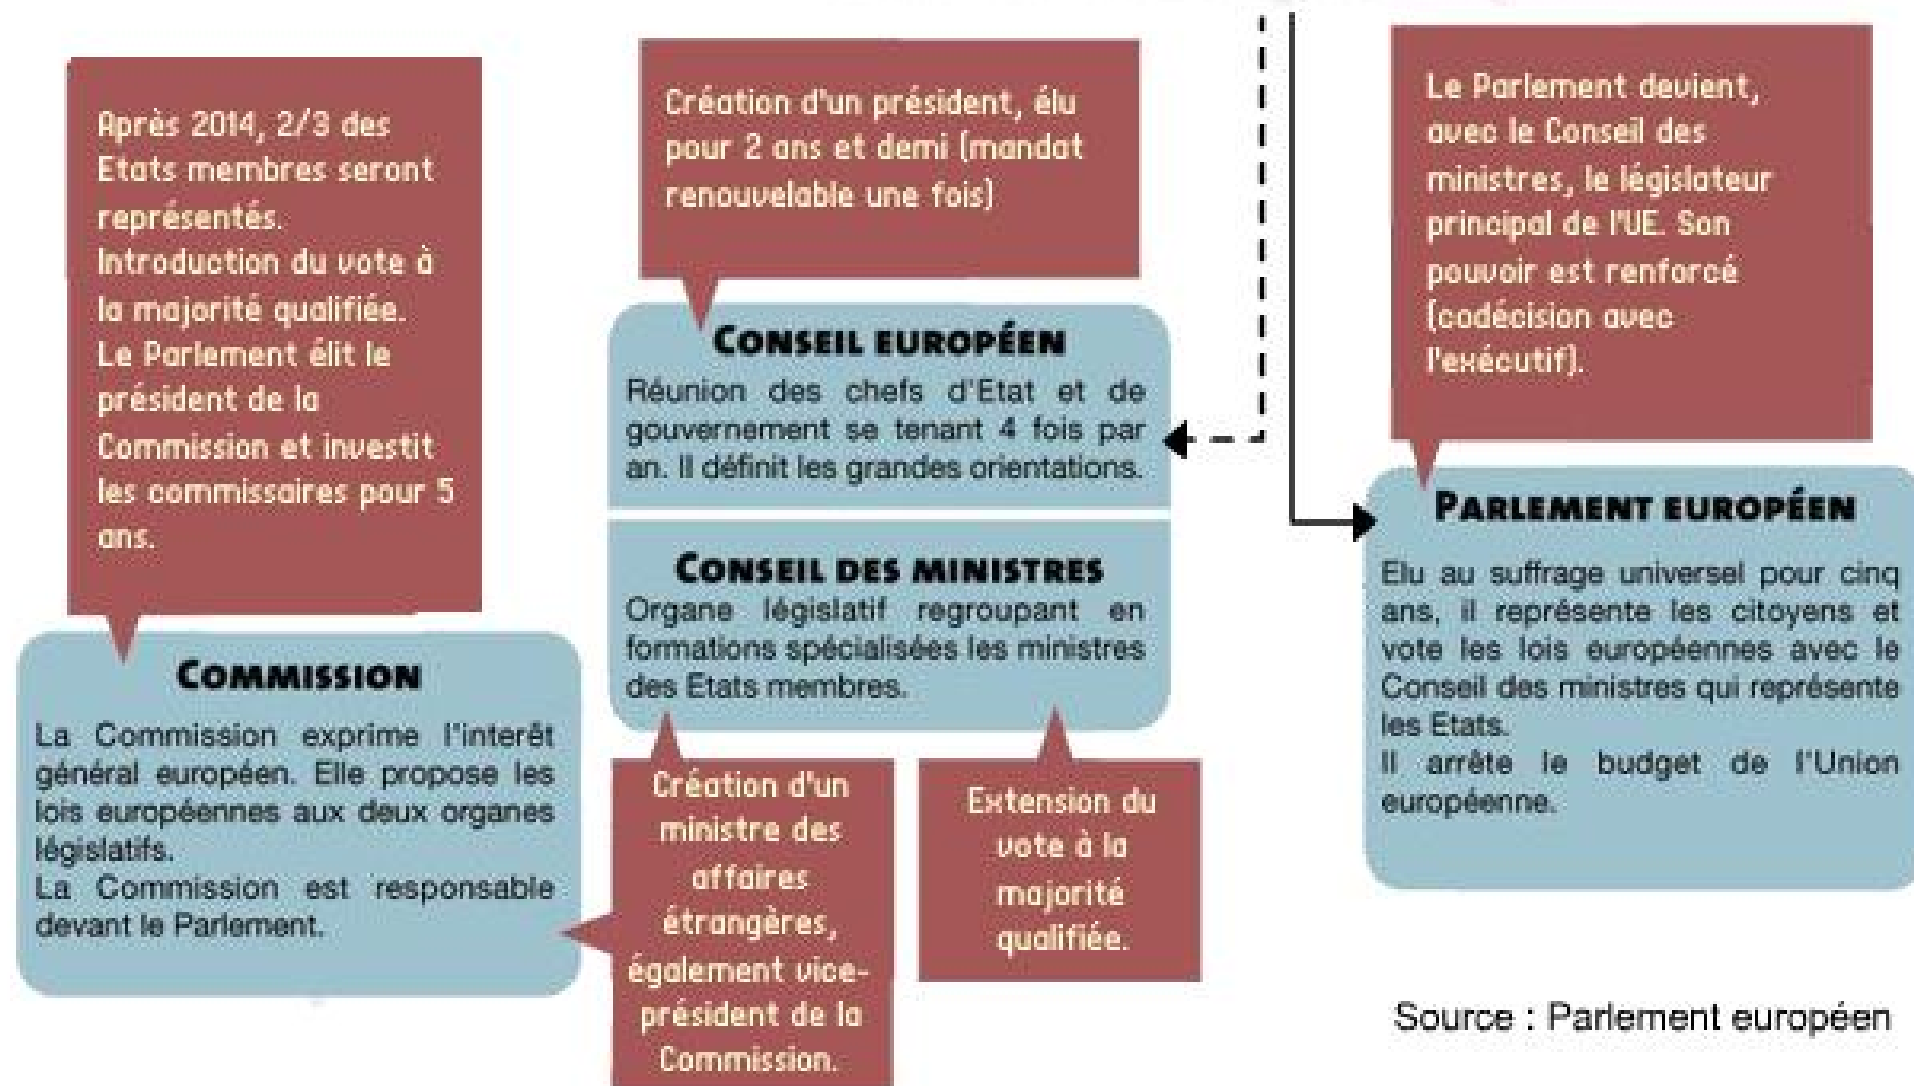 Après 2014, 2/3 des
Etats membres seront
représentés.
Introduction du vote à
la majorité qualifiée.
Le Parlement élit le
président de la
Commission et investit
les commissaires pour 5
ans.
COMMISSION
La Commission exprime l'interêt
général européen. Elle propose les
lois européennes aux deux organes
législatifs.
La Commission est responsable
devant le Parlement.
Création d'un président, élu
pour 2 ans et demi (mandat
renouvelable une fois)
CONSEIL EUROPÉEN
Réunion des chefs d'Etat et de
gouvernement se tenant 4 fois par
an. Il définit les grandes orientations.
CONSEIL DES MINISTRES
Organe législatif regroupant en
formations spécialisées les ministres
des Etats membres.
Création d'un
ministre des
affaires
étrangères,
également vice-
président de la
Commission.
Extension du
vote à la
majorité
qualifiée.
Le Parlement devient,
avec le Conseil des
ministres, le législateur
principal de l'UE. Son
pouvoir est renforcé
(codécision avec
l'exécutif).
PARLEMENT EUROPÉEN
Elu au suffrage universel pour cinq
ans, il représente les citoyens et
vote les lois européennes avec le
Conseil des ministres qui représente
les Etats.
Il arrête le budget de l'Union
européenne.
Source : Parlement européen